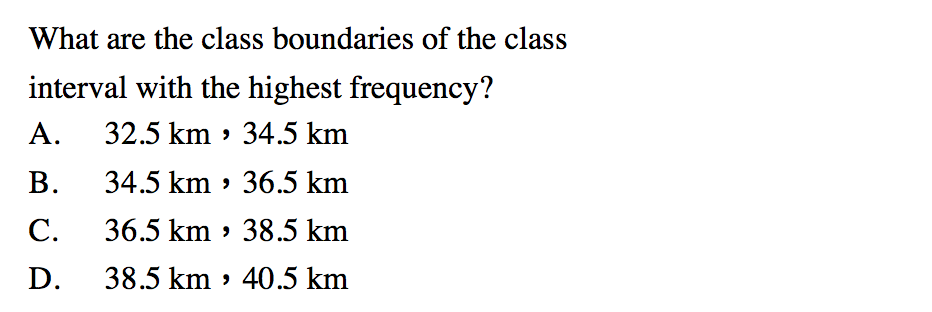 What are the class boundaries of the class
interval with the highest frequency?
A. 32.5 km，34.5 km
B. 34.5 km，36.5 km
C. 36.5 km，38.5 km
D. 38.5 km，40.5 km